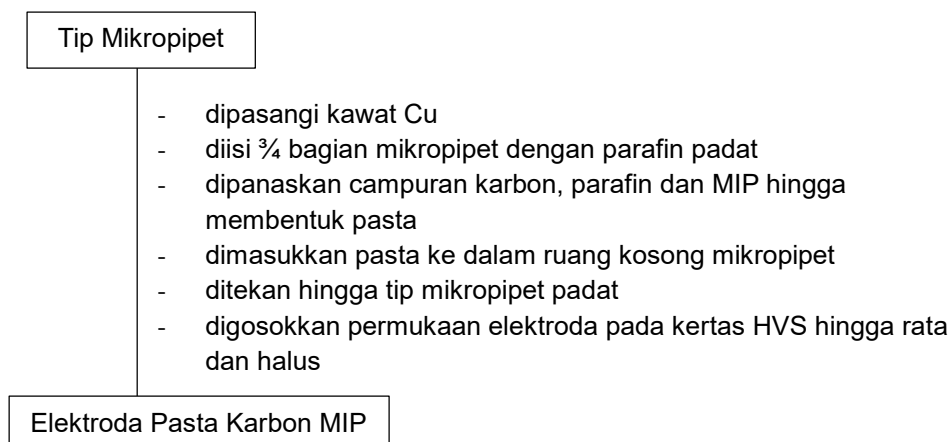 Tip Mikropipet
- dipasangi kawat Cu
- diisi ¾ bagian mikropipet dengan parafin padat
- dipanaskan campuran karbon, parafin dan MIP hingga
membentuk pasta
- dimasukkan pasta ke dalam ruang kosong mikropipet
- ditekan hingga tip mikropipet padat
- digosokkan permukaan elektroda pada kertas HVS hingga rata
dan halus
Elektroda Pasta Karbon MIP